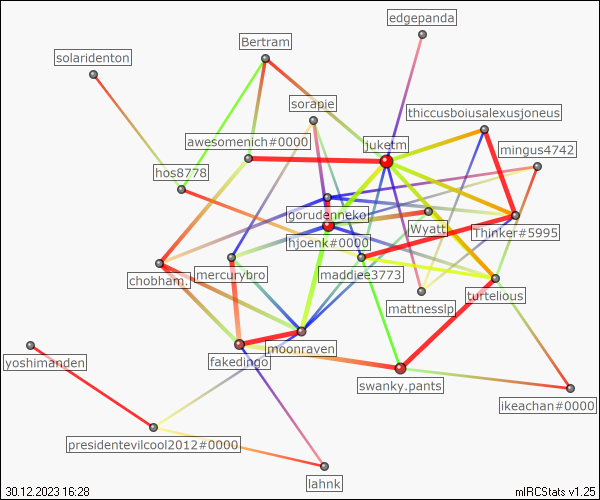 edgepanda
Bertram
solaridenton
sorapie
thiccusboiusalexusjoneus
awesomenich#0000
juketm
mingus4742
hos8778
gorudenneko
Wyatt
Thinker#5995
hjoenk#0000
chobham.
mercurybro
maddiee3773
turtelious
mattnesslp
moonraven
yoshimanden
fakedingo
swanky.pants
ikeachan#0000
presidentevilcool2012#0000
lahnk
30.12.2023 16:28
mIRCStats v1.25